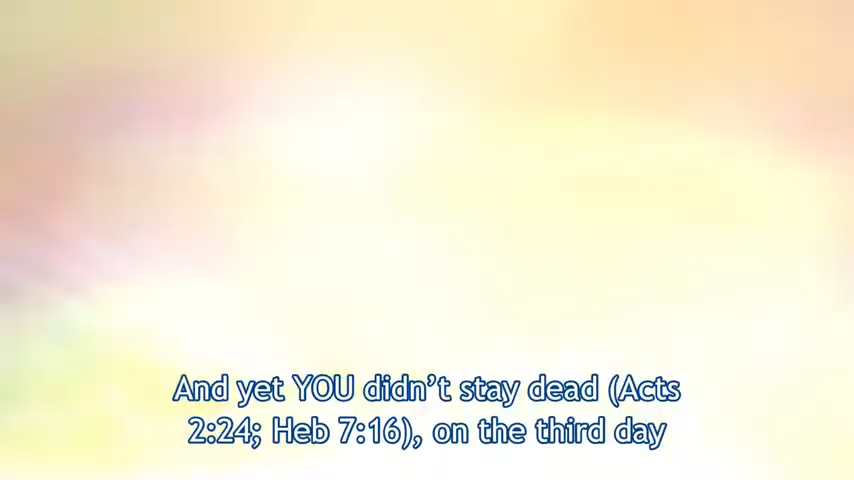 And yet YOU didn’t stay dead (Acts
2:24; Heb 7:16), on the third day